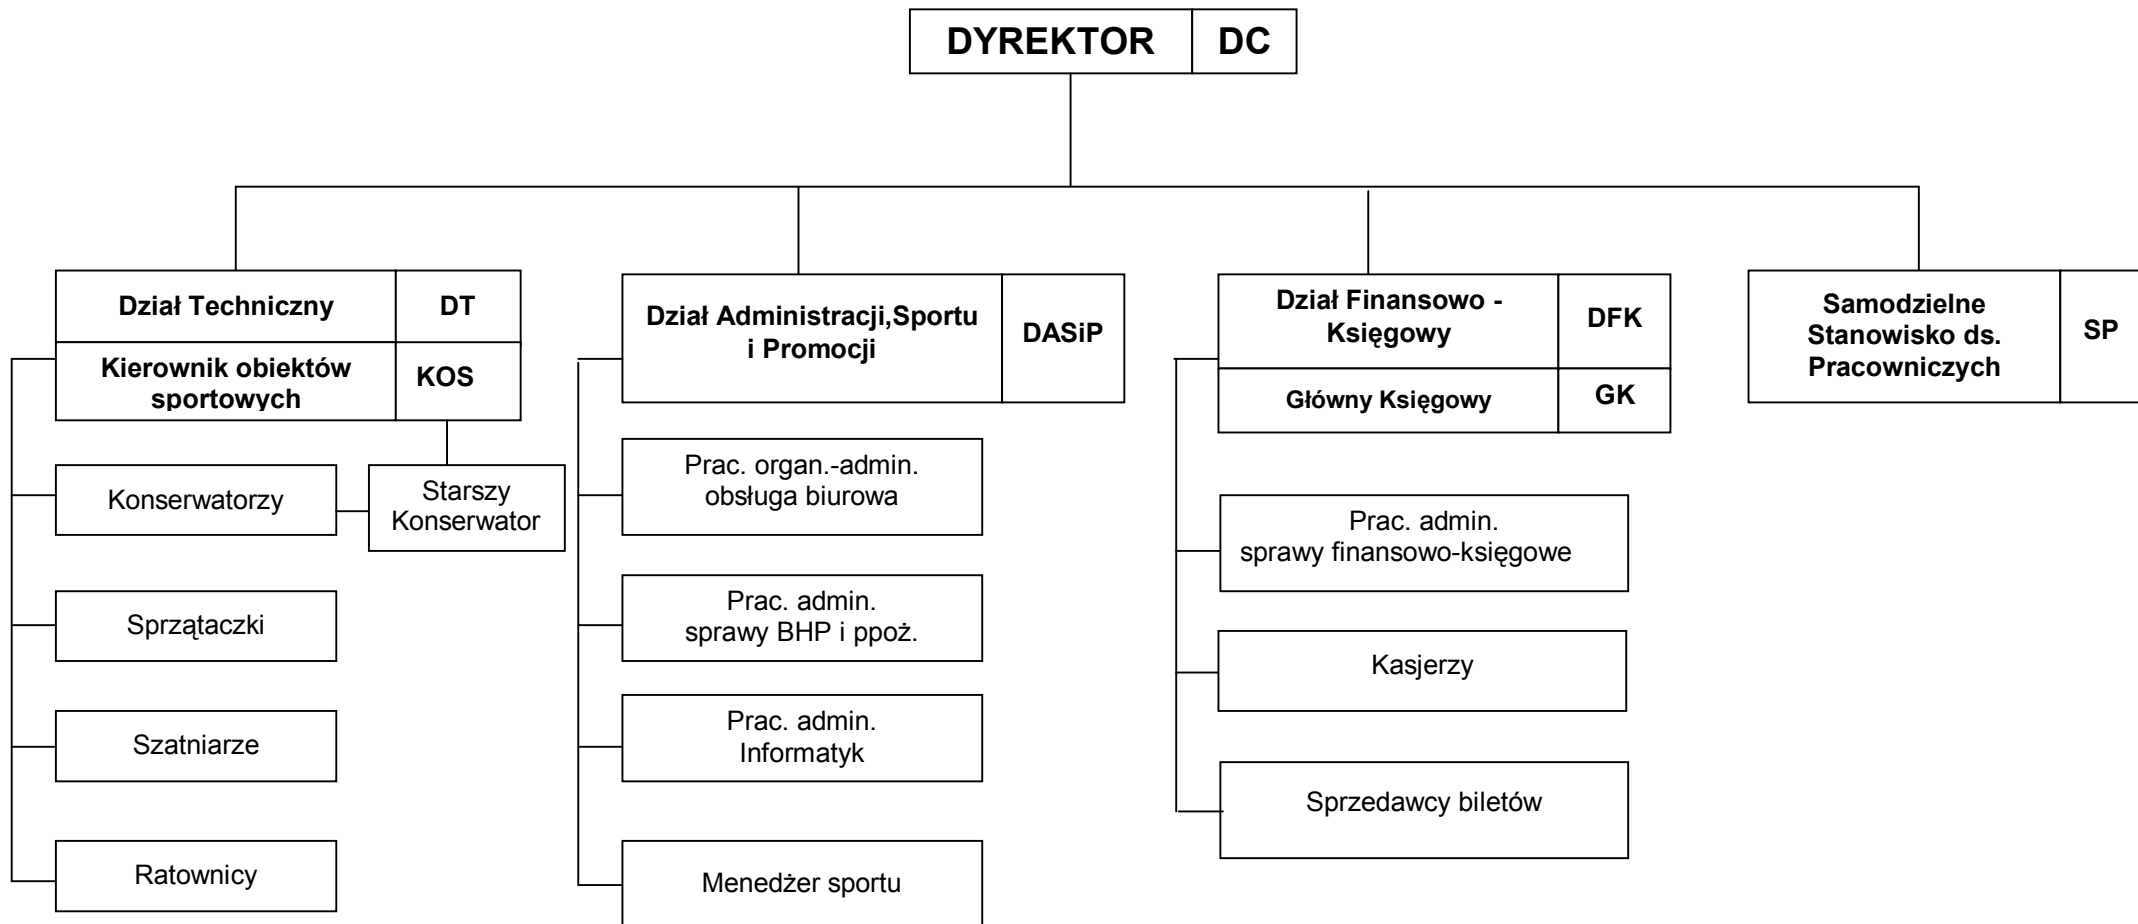 DYREKTOR DC
Dział Techniczny DT
Kierownik obiektów KOS
sportowych
Konserwatorzy
Starszy
Konserwator
Sprzątaczki
Szatniarze
Ratownicy
Dział Administracji,Sportu
i Promocji
DASiP
Prac. organ.-admin.
obsługa biurowa
Prac. admin.
sprawy BHP i ppoż.
Prac. admin.
Informatyk
Menedżer sportu
Dział Finansowo -
Księgowy
DFK
Główny Księgowy GK
Prac. admin.
sprawy finansowo-księgowe
Kasjerzy
Sprzedawcy biletów
Samodzielne
Stanowisko ds.
Pracowniczych
SP